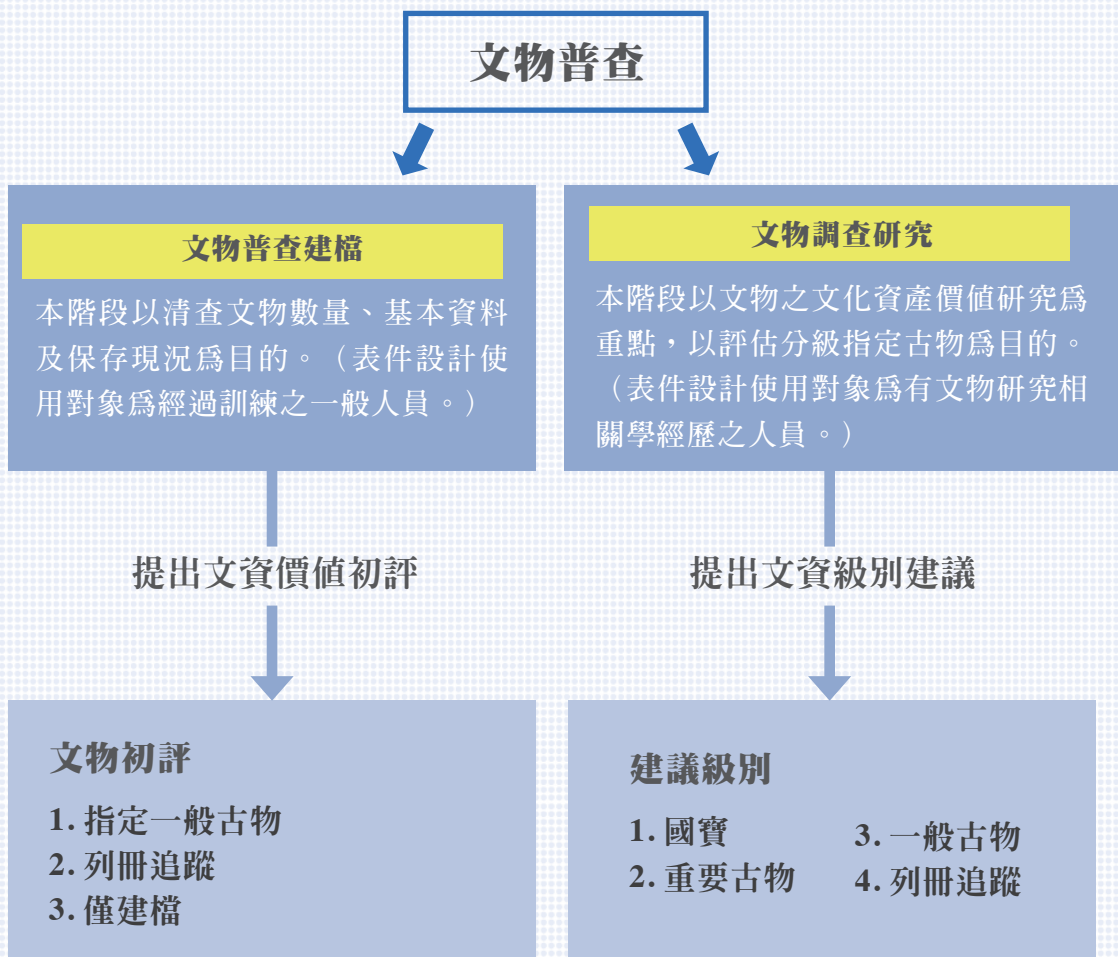 文物普查
文物普查建檔
本階段以清查文物數量、基本資料
及保存現況爲目的。（表件設計使
用對象爲經過訓練之一般人員。）
文物調查研究
本階段以文物之文化資產價値研究爲
重點，以評估分級指定古物爲目的。
（表件設計使用對象爲有文物研究相
關學經歷之人員。）
提出文資價値初評
提出文資級別建議
文物初評
1. 指定一般古物
2. 列冊追蹤
3. 僅建檔
建議級別
1. 國寶
2. 重要古物
3. 一般古物
4. 列冊追蹤